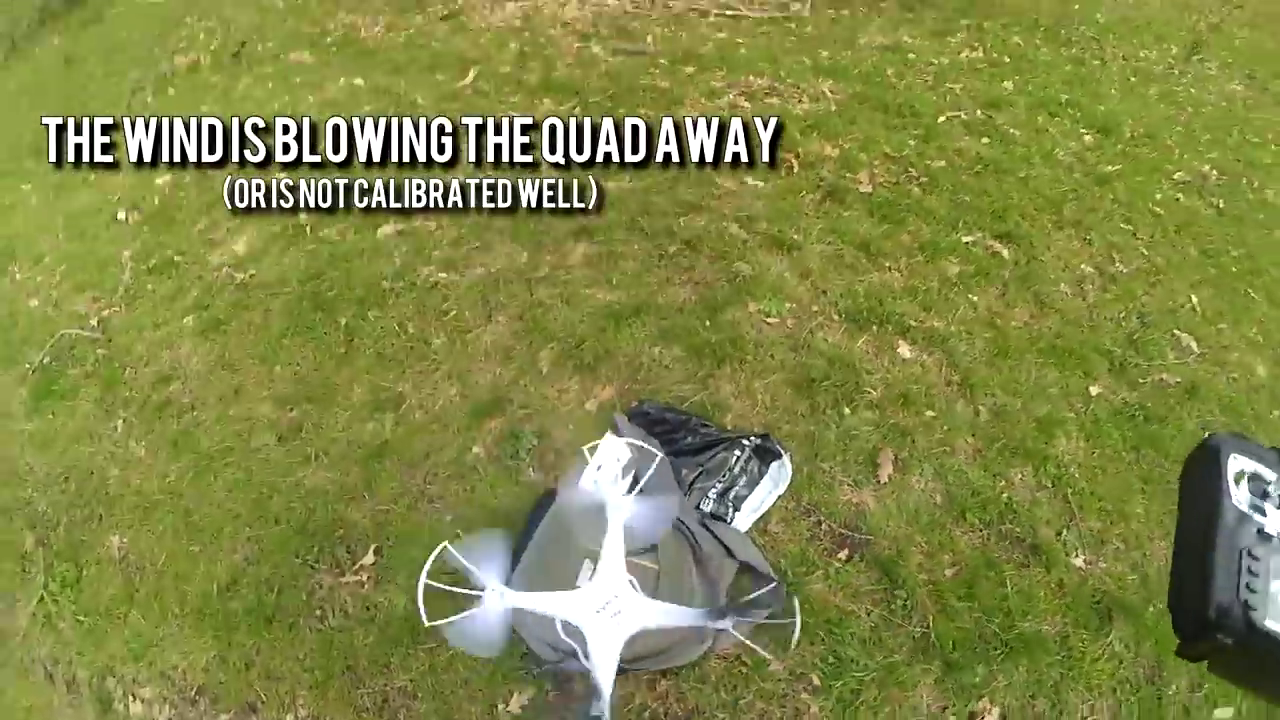 THE WIND IS BLOWING THE QUAD AWAY
(OR IS NOT CALIBRATED WELL)